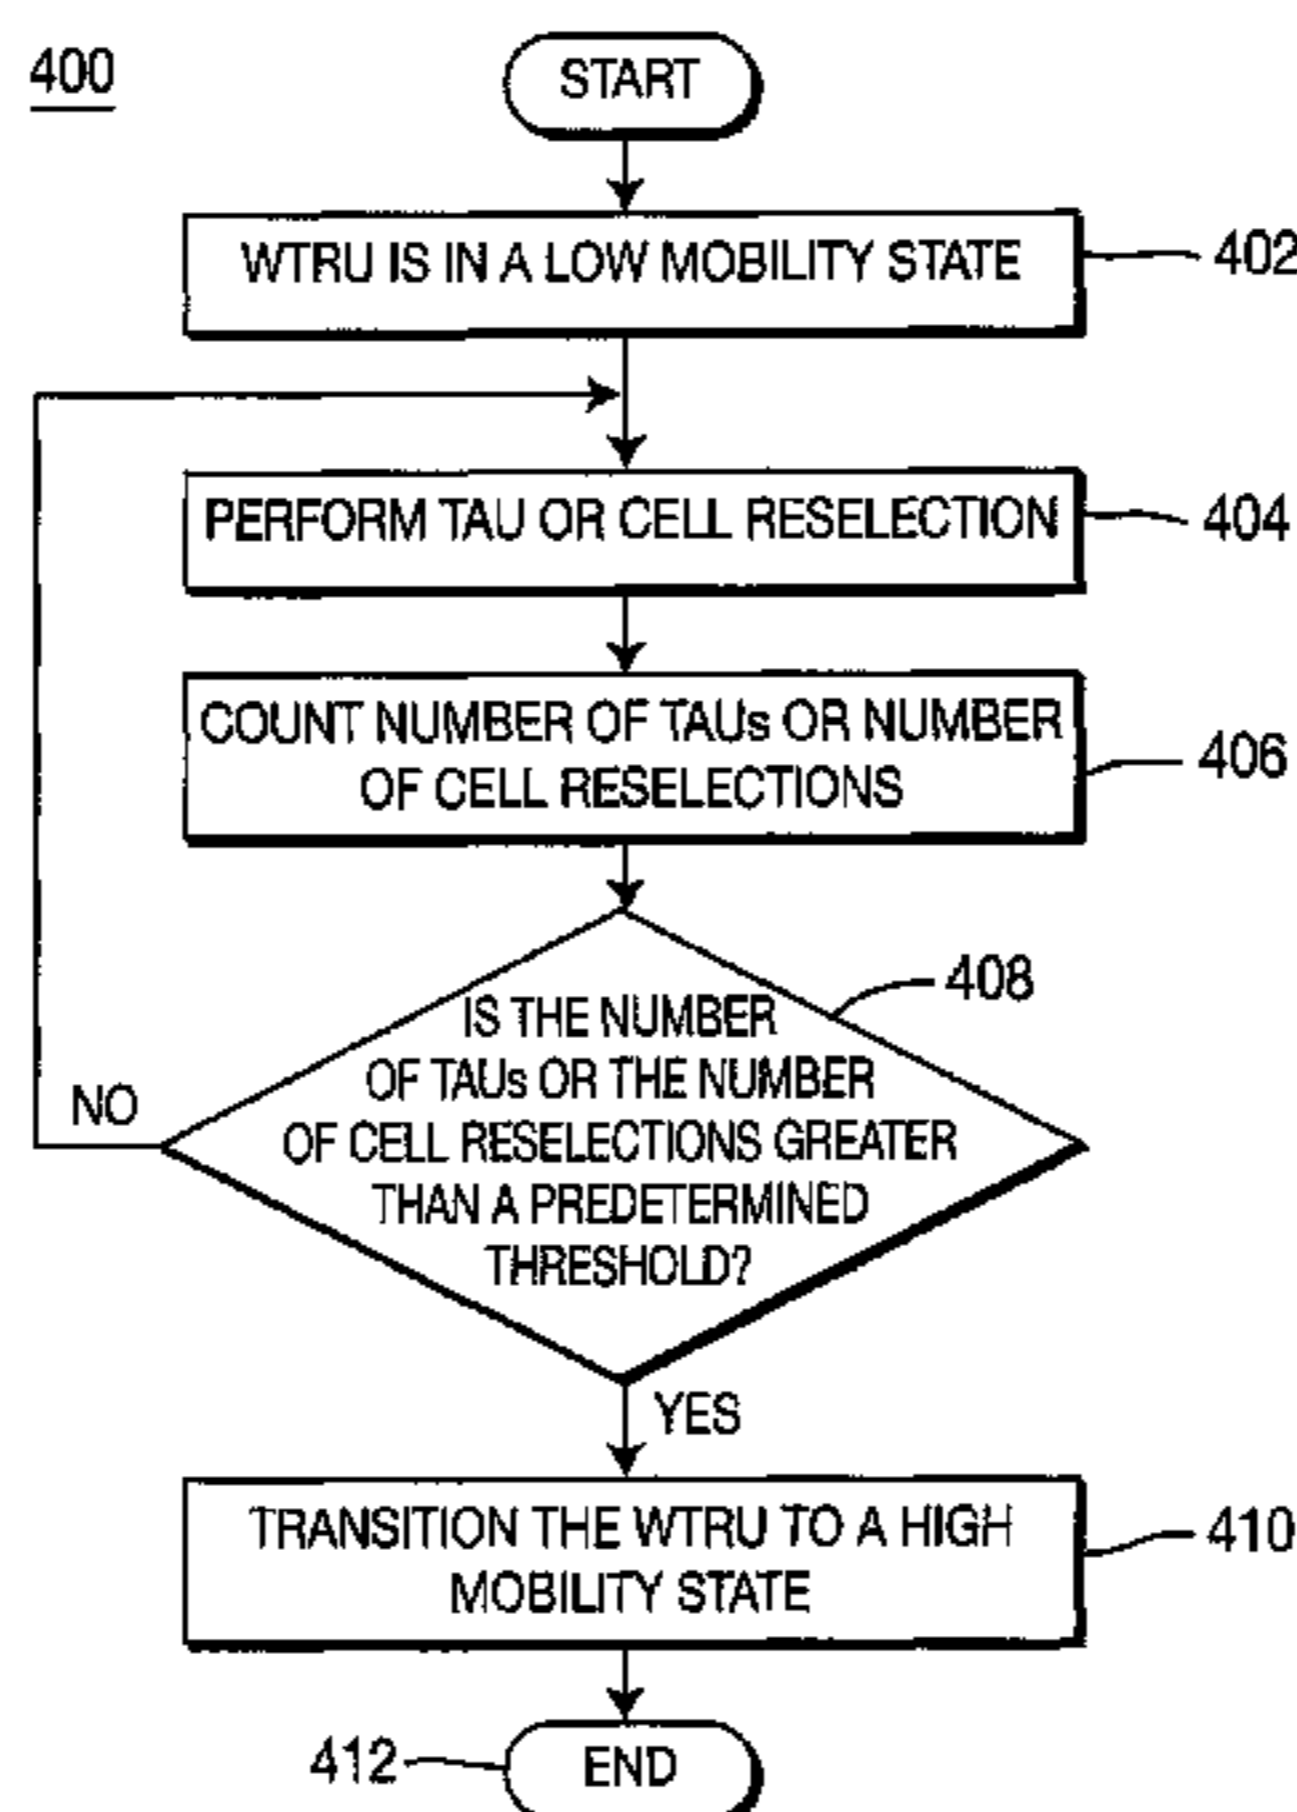 400
START
WTRU IS IN A LOW MOBILITY STATE
402
PERFORM TAU OR CELL RESELECTION
404
COUNT NUMBER OF TAUs OR NUMBER
OF CELL RESELECTIONS
406
IS THE NUMBER
OF TAUs OR THE NUMBER
OF CELL RESELECTIONS GREATER
THAN A PREDETERMINED
THRESHOLD?
408
NO
YES
TRANSITION THE WTRU TO A HIGH
MOBILITY STATE
410
412
END